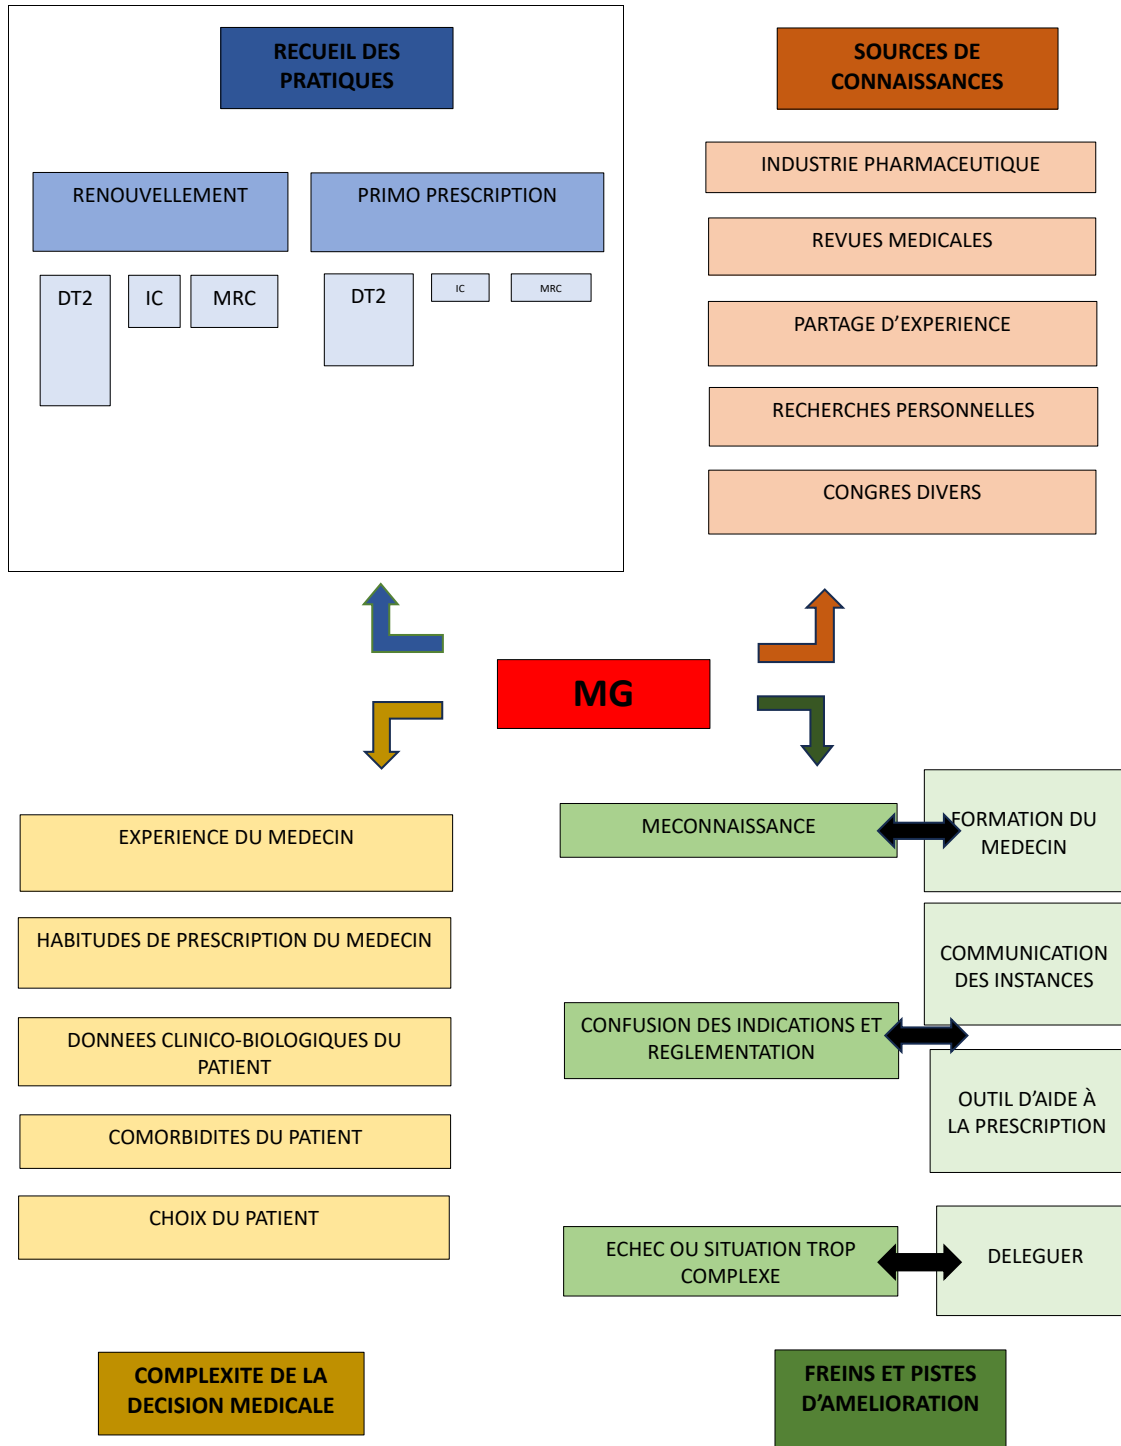 RECUEIL DES
PRATIQUES
RENOUVELLEMENT
PRIMO PRESCRIPTION
DT2
IC
MRC
DT2
IC
MRC
SOURCES DE
CONNAISSANCES
INDUSTRIE PHARMACEUTIQUE
REVUES MEDICALES
PARTAGE D’EXPERIENCE
RECHERCHES PERSONNELLES
CONGRES DIVERS
MG
EXPERIENCE DU MEDECIN
HABITUDES DE PRESCRIPTION DU MEDECIN
DONNEES CLINICO-BIOLOGIQUES DU
PATIENT
COMORBIDITES DU PATIENT
CHOIX DU PATIENT
COMPLEXITE DE LA
DECISION MEDICALE
MECONNAISSANCE
FORMATION DU
MEDECIN
COMMUNICATION
DES INSTANCES
CONFUSION DES INDICATIONS ET
REGLEMENTATION
OUTIL D’AIDE À
LA PRESCRIPTION
ECHEC OU SITUATION TROP
COMPLEXE
DELEGUER
FREINS ET PISTES
D’AMELIORATION